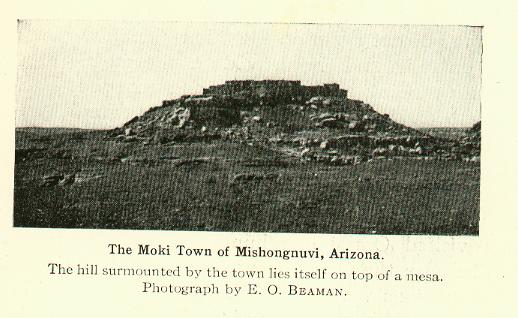 The Moki Town of Mishongnuvi, Arizona.
The hill surmounted by the town lies itself on top of a mesa.
Photograph by E. O. BEAMAN.